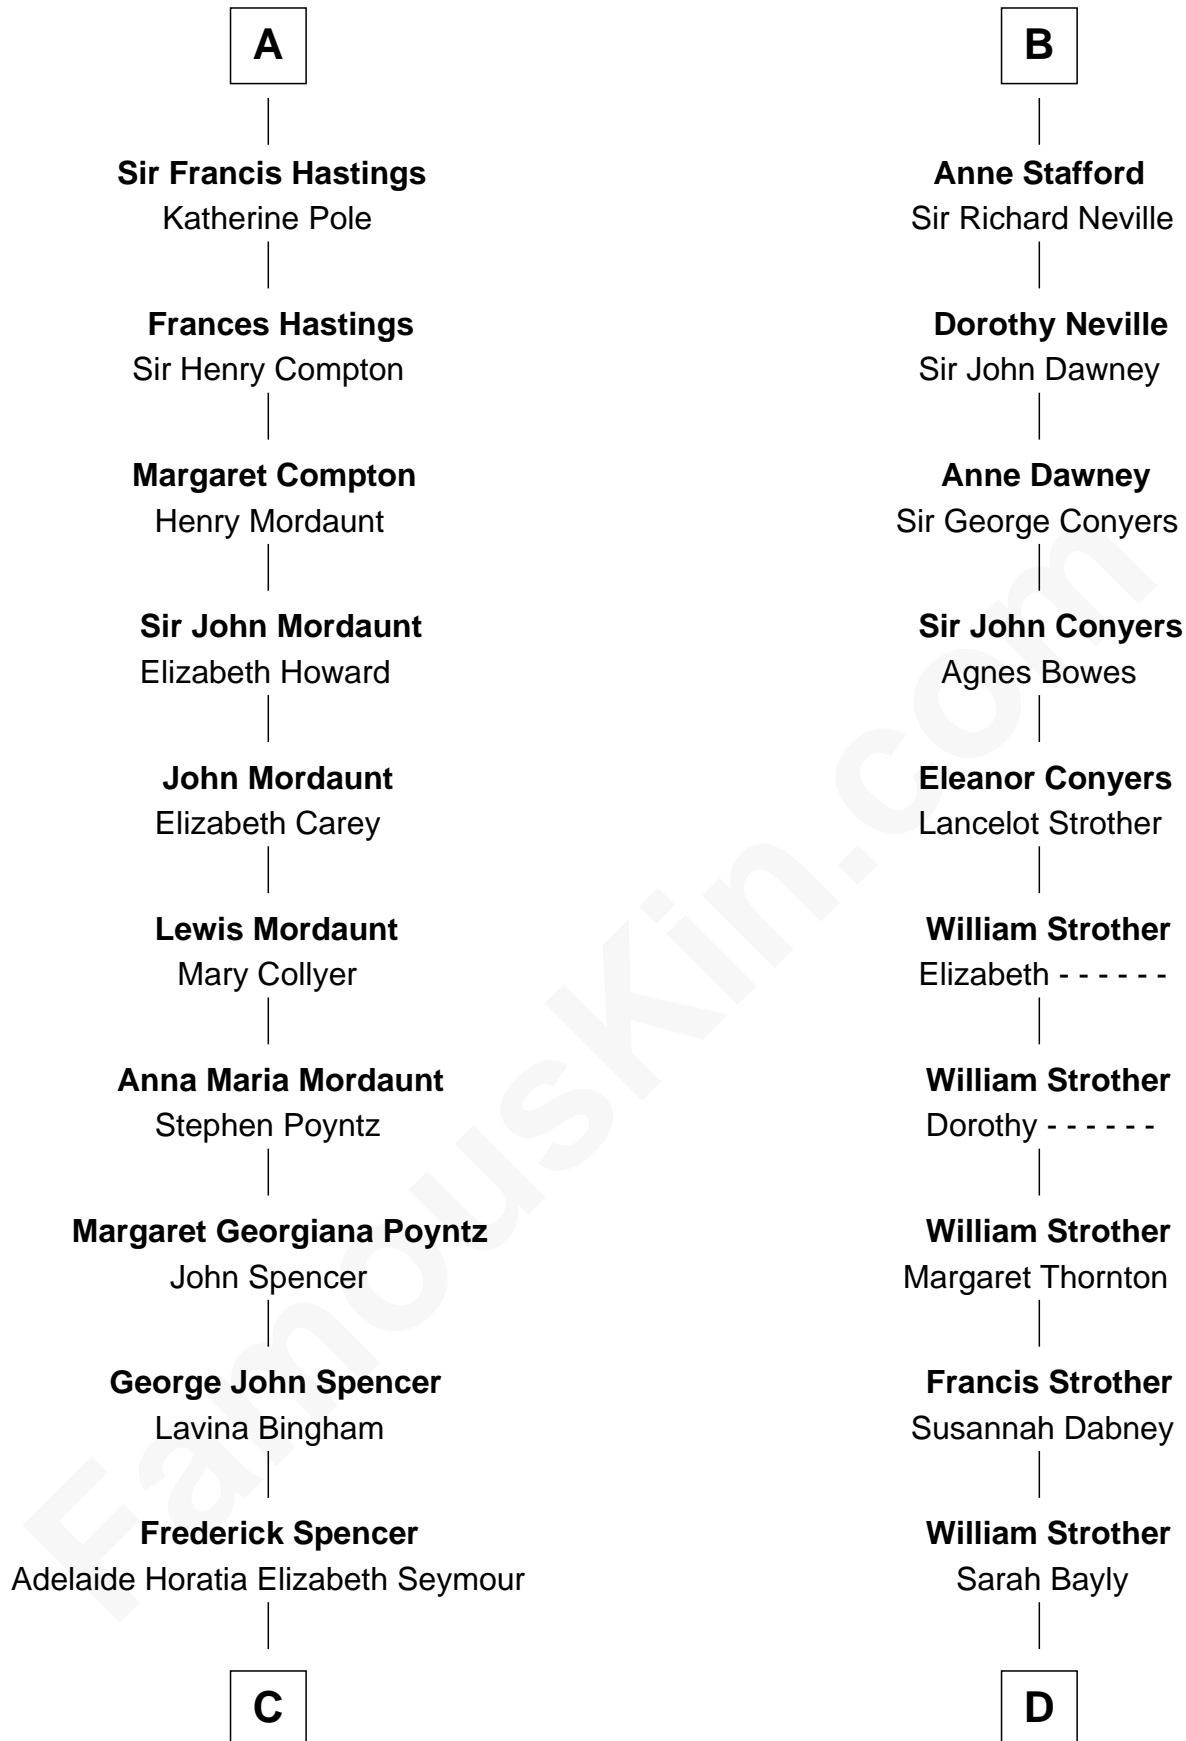 A
Sir Francis Hastings
Katherine Pole
Frances Hastings
Sir Henry Compton
Margaret Compton
Henry Mordaunt
Sir John Mordaunt
Elizabeth Howard
John Mordaunt
Elizabeth Carey
Lewis Mordaunt
Mary Collyer
Anna Maria Mordaunt
Stephen Poyntz
Margaret Georgiana Poyntz
John Spencer
George John Spencer
Lavina Bingham
Frederick Spencer
Adelaide Horatia Elizabeth Seymour
C
B
Anne Stafford
Sir Richard Neville
Dorothy Neville
Sir John Dawney
Anne Dawney
Sir George Conyers
Sir John Conyers
Agnes Bowes
Eleanor Conyers
Lancelot Strother
William Strother
Elizabeth - - - - - -
William Strother
Dorothy - - - - - -
William Strother
Margaret Thornton
Francis Strother
Susannah Dabney
William Strother
Sarah Bayly
D
FamousKin.com